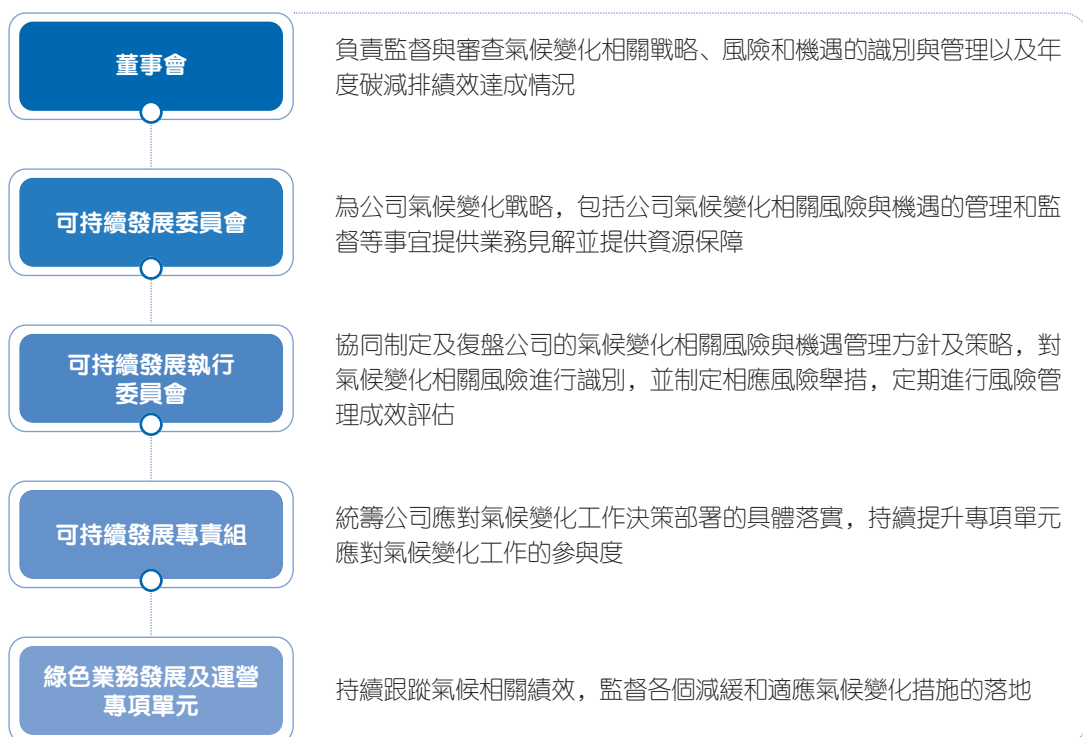 董事會
負責監督與審查氣候變化相關戰略、風險和機遇的識別與管理以及年
度碳減排績效達成情況
可持續發展委員會
為公司氣候變化戰略，包括公司氣候變化相關風險與機遇的管理和監
督等事宜提供業務見解並提供資源保障
可持續發展執行
委員會
協同制定及復盤公司的氣候變化相關風險與機遇管理方針及策略，對
氣候變化相關風險進行識別，並制定相應風險舉措，定期進行風險管
理成效評估
可持續發展專責組
統籌公司應對氣候變化工作決策部署的具體落實，持續提升專項單元
應對氣候變化工作的參與度
綠色業務發展及運營
專項單元
持續跟蹤氣候相關績效，監督各個減緩和適應氣候變化措施的落地